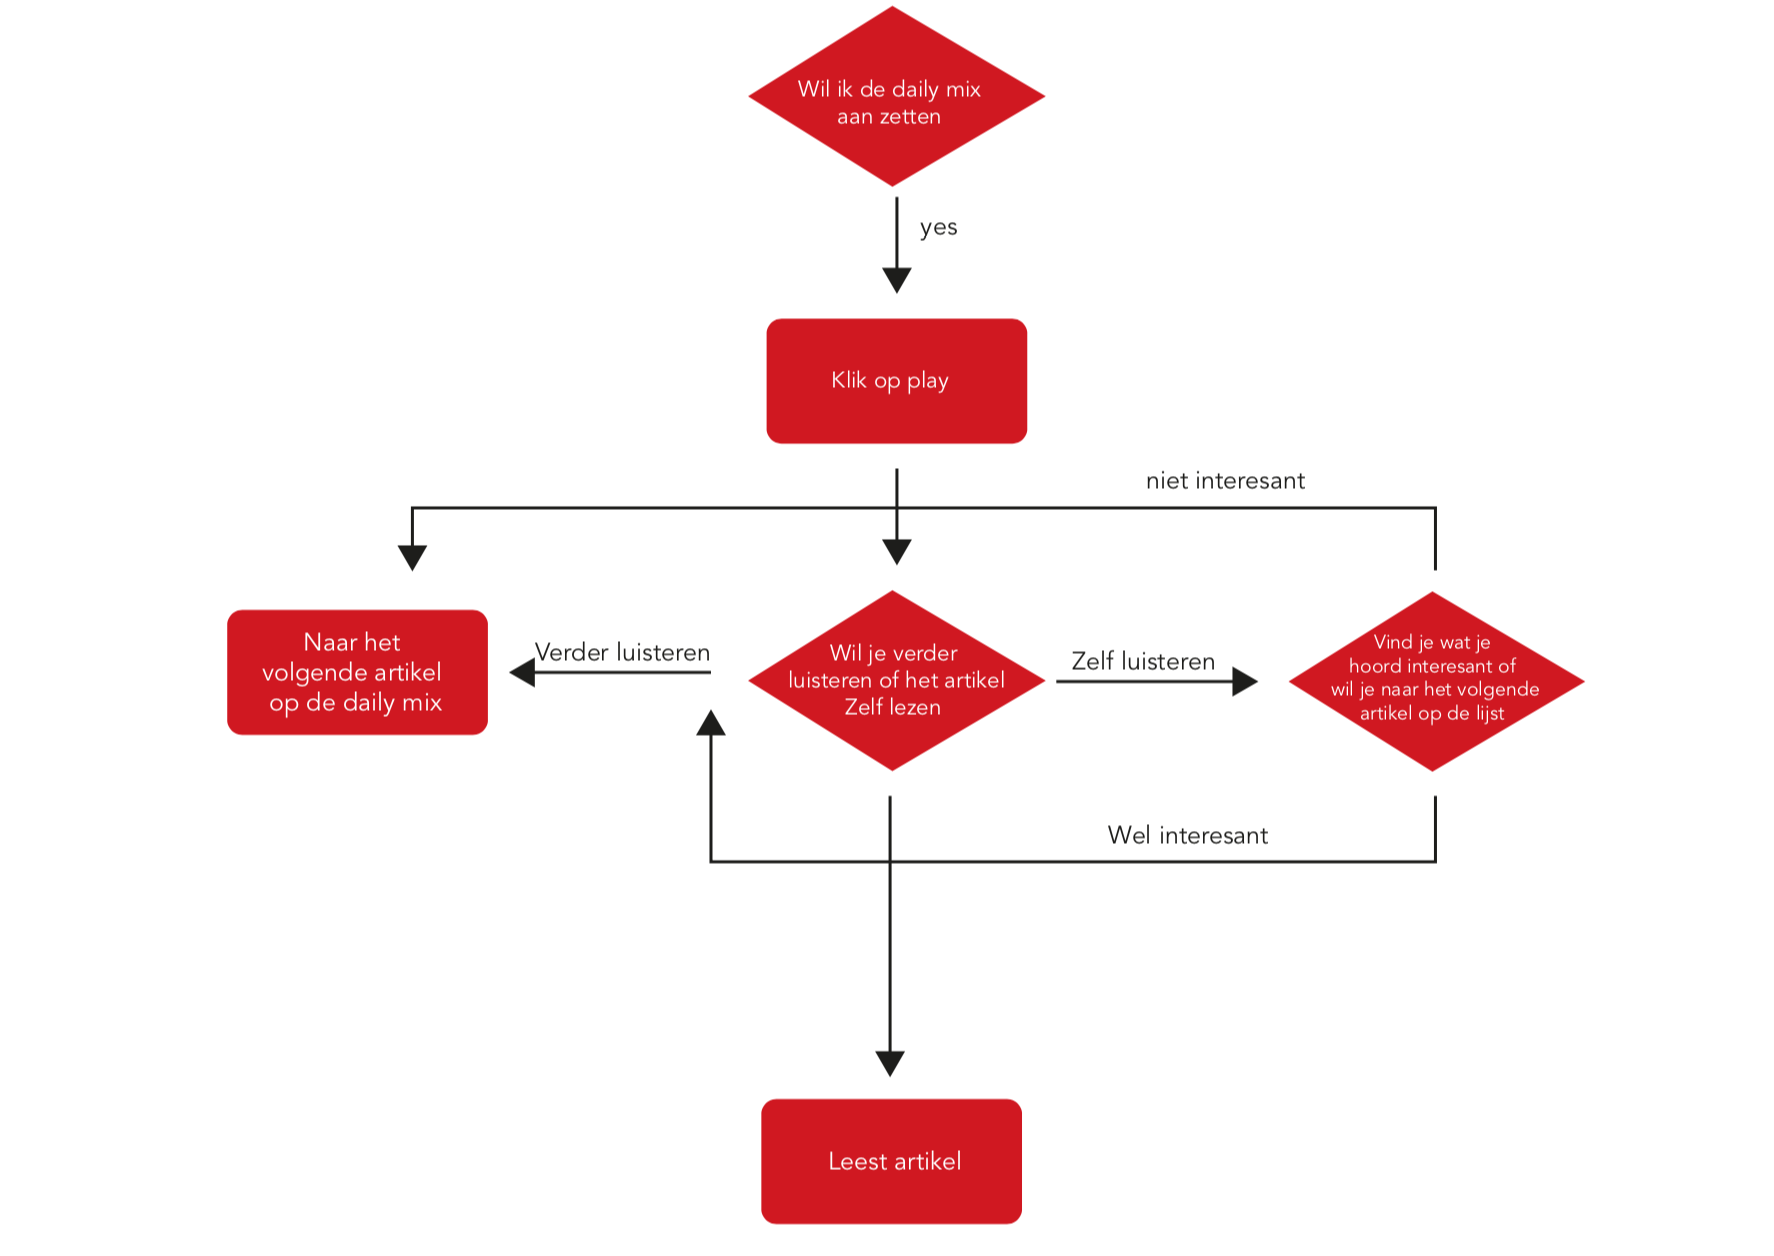 Wil ik de daily mix
aan zetten
yes
Klik op play
niet interesant
Naar het
volgende artikel
op de daily mix
Verder luisteren
Wil je verder
luisteren of het artikel
Zelf lezen
Zelf luisteren
Vind je wat je
hoord interesant of
wil je naar het volgende
artikel op de lijst
Wel interesant
Leest artikel